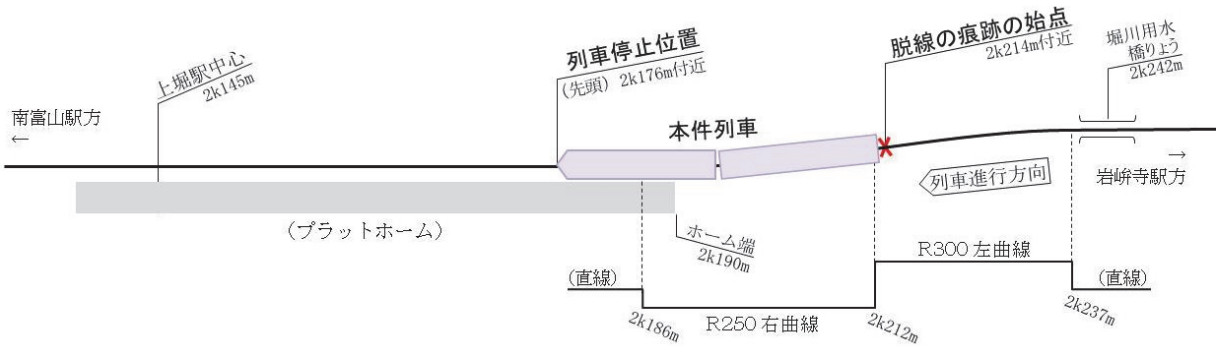 上堀駅中心
2k145m
列車停止位置
(先頭) 2k176m付近
脱線の痕跡の始点
2k214m付近
堀川用水
橋りょう
2k242m
南富山駅方
←
本件列車
→
岩峅寺駅方
列車進行方向
(プラットホーム)
ホーム端
2k190m
R300 左曲線
(直線)
(直線)
2k186m
R250 右曲線
2k212m
2k237m